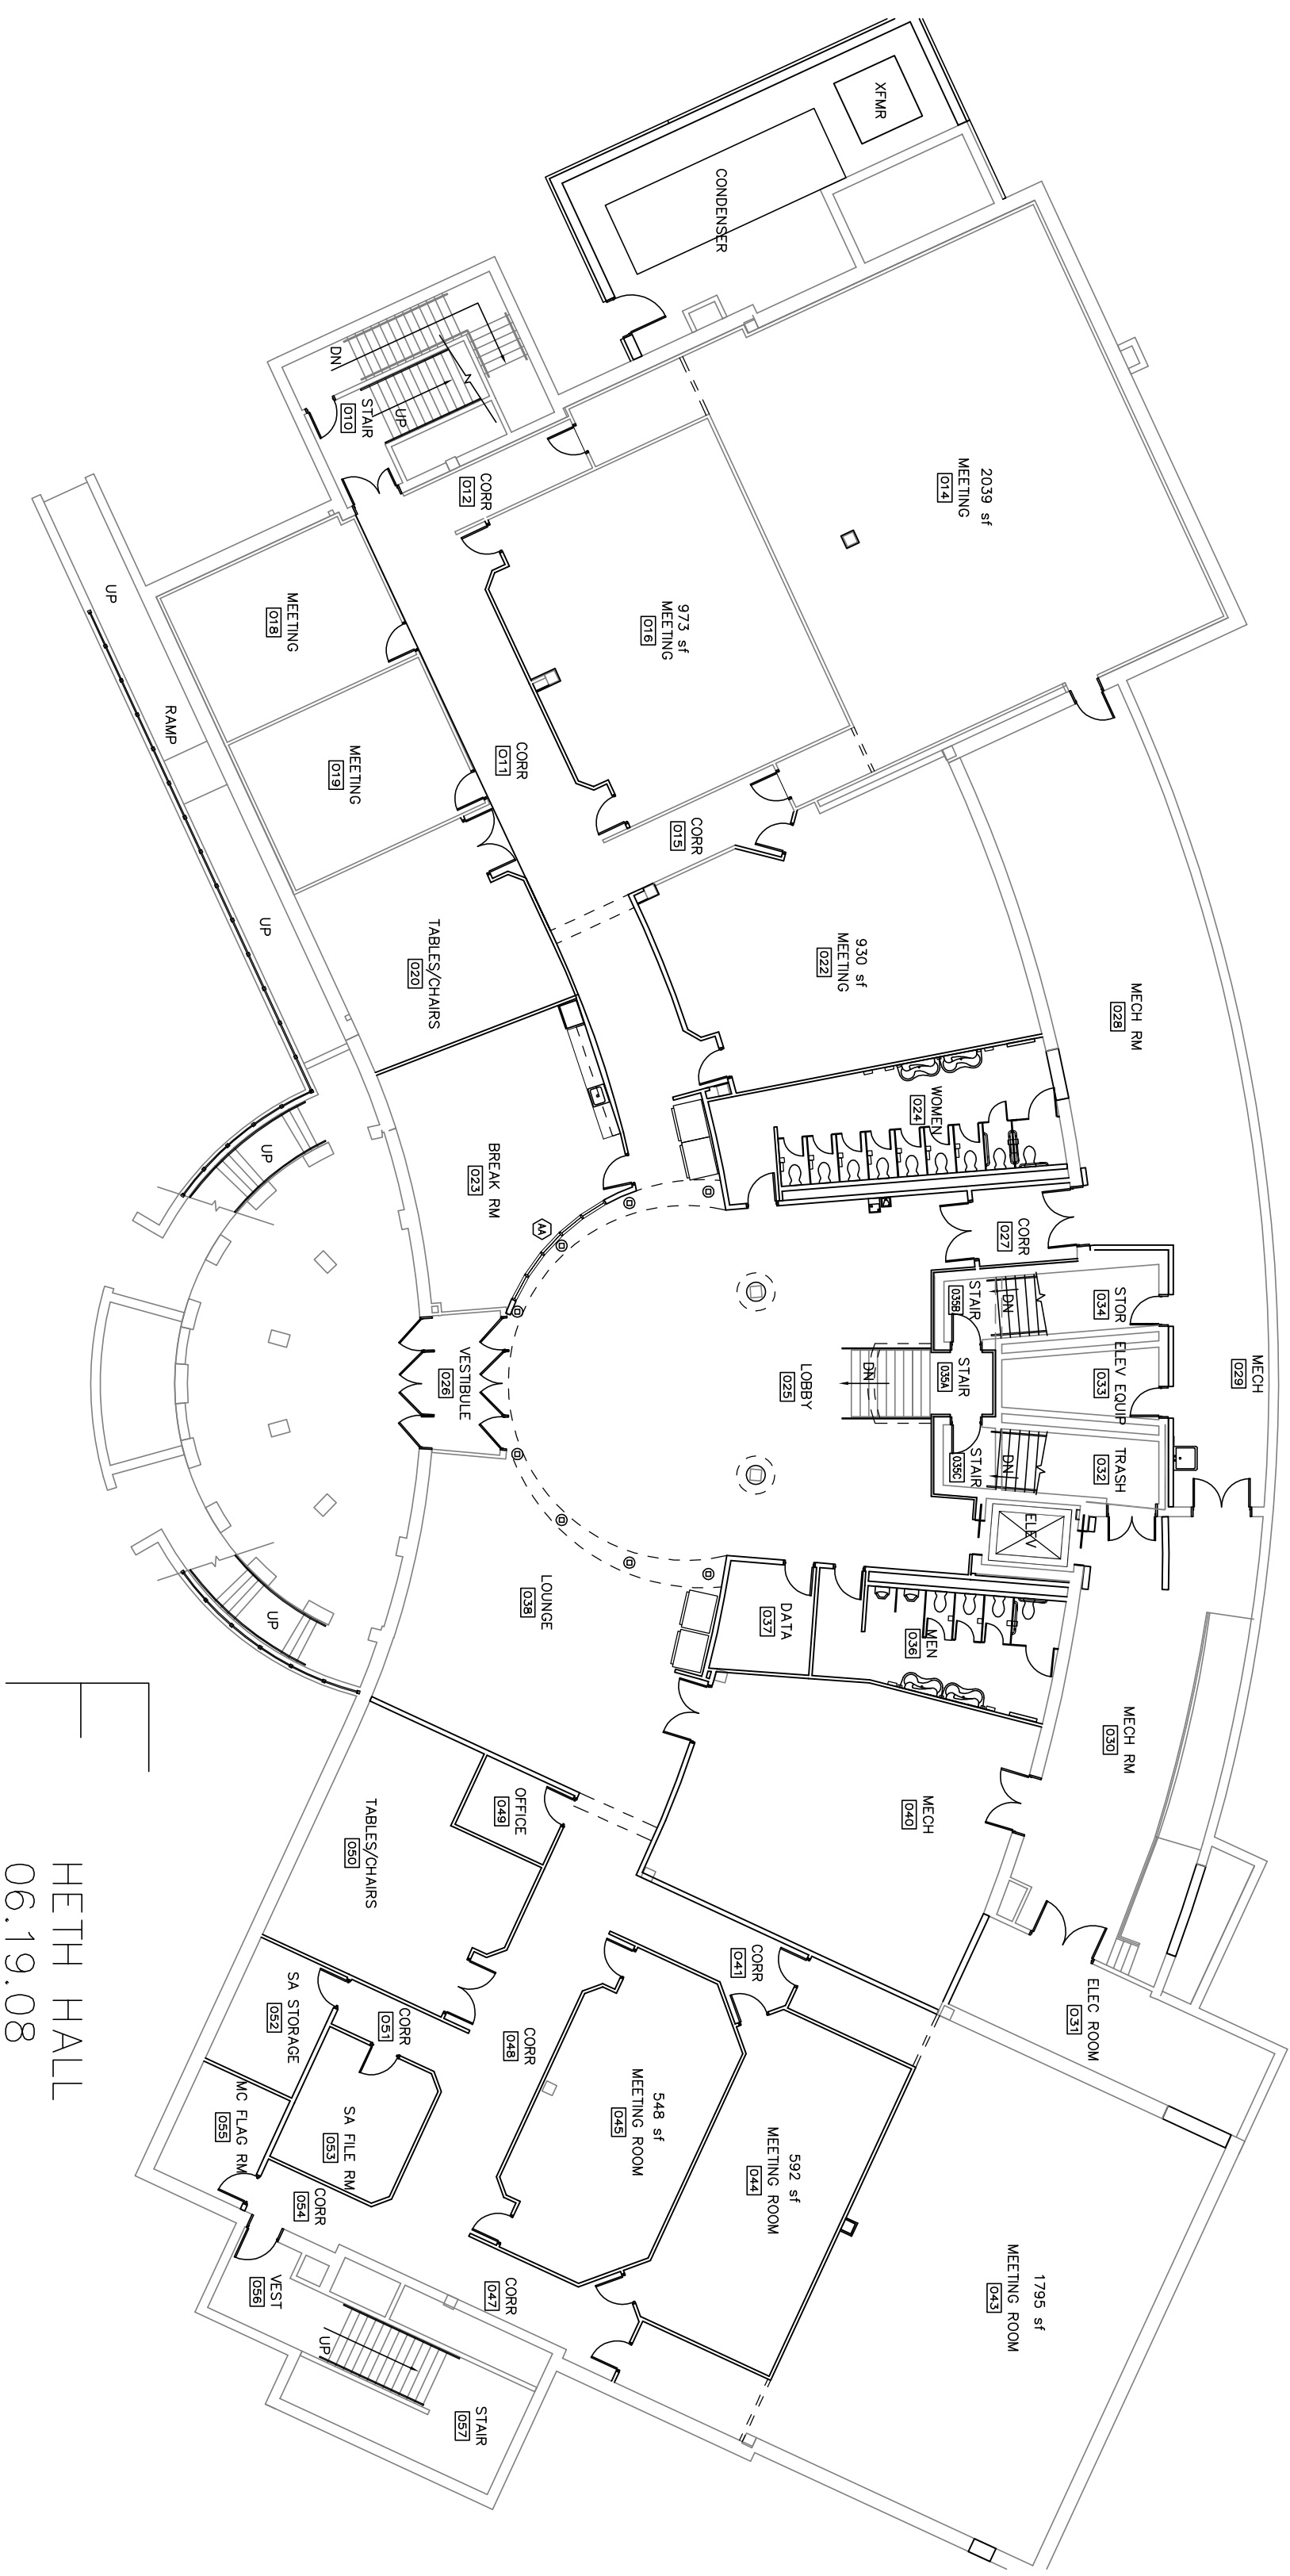 XFMR
CONDENSER
2039 sf
MEETING
014
DN
UP
STAIR
010
CORR
012
973 sf
MEETING
016
MEETING
018
UP
RAMP
UP
MEETING
019
CORR
011
CORR
015
TABLES/CHAIRS
020
930 sf
MEETING
022
MECH RM
028
WOMEN
024
BREAK RM
023
AA
UP
CORR
027
STAIR
035B
DN
STOR
034
ELEV EQUIP
033
MECH
029
STAIR
035A
DN
LOBBY
025
VESTIBULE
026
STAIR
035C
DN
TRASH
032
ELEV
LOUNGE
038
DATA
037
MEN
036
MECH RM
030
UP
MECH
040
OFFICE
049
TABLES/CHAIRS
050
CORR
041
ELEC ROOM
031
SA STORAGE
052
CORR
051
CORR
048
548 sf
MEETING ROOM
045
592 sf
MEETING ROOM
044
SA FILE RM
053
MC FLAG RM
055
CORR
054
VEST
056
CORR
047
1795 sf
MEETING ROOM
043
UP
STAIR
057
HETH HALL
06.19.08